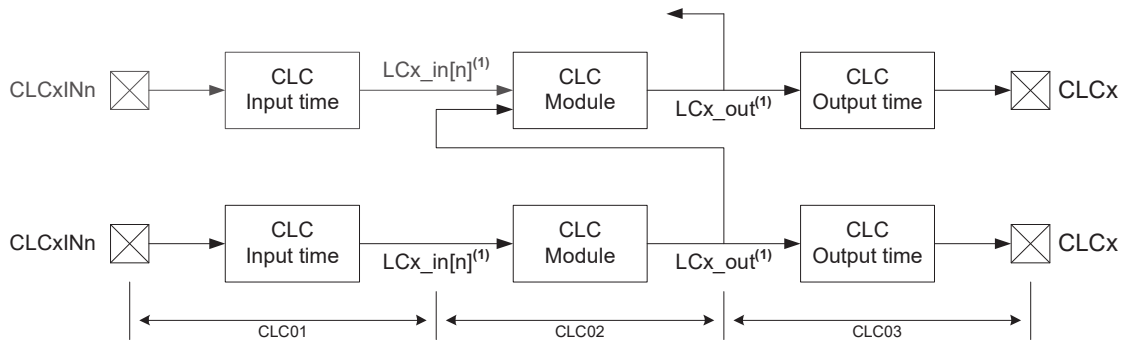 CLCxINn
CLC
Input time
LCx_in[n](1)
CLC
Module
LCx_out(1)
CLC
Output time
CLCx
CLCxINn
CLC
Input time
LCx_in[n](1)
CLC
Module
LCx_out(1)
CLC
Output time
CLCx
CLC01
CLC02
CLC03